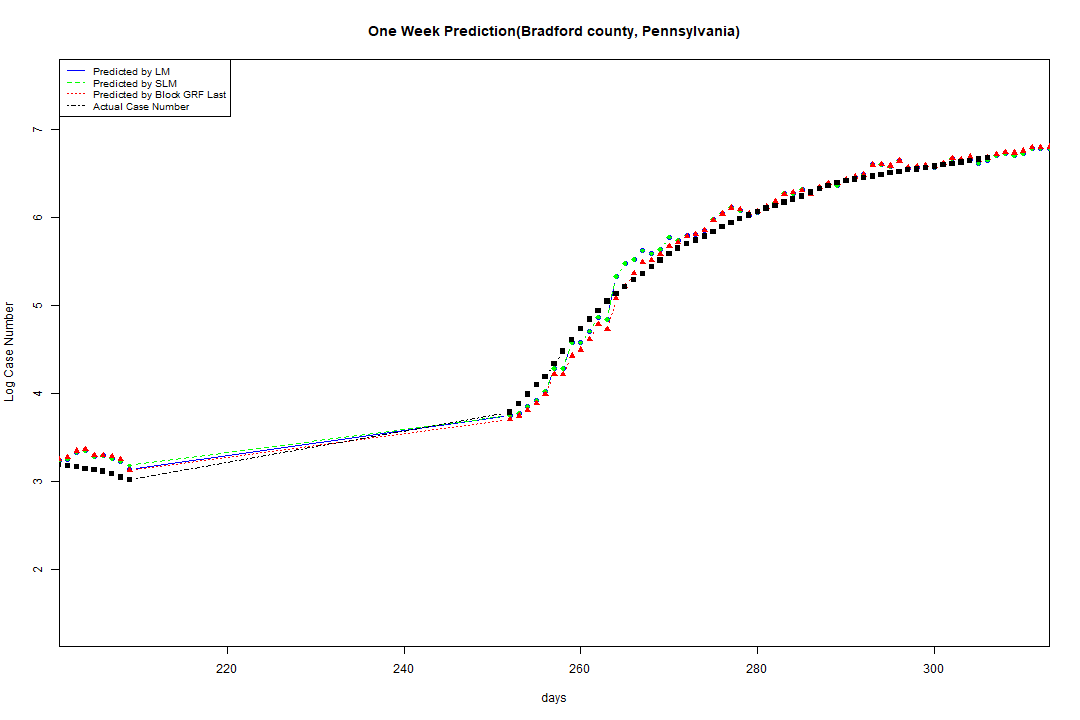 One Week Prediction(Bradford county, Pennsylvania)
Predicted by LM
Predicted by SLM
Predicted by Block GRF Last
Actual Case Number
7
6
5
4
3
2
Log Case Number
220 240 260 280 300
days